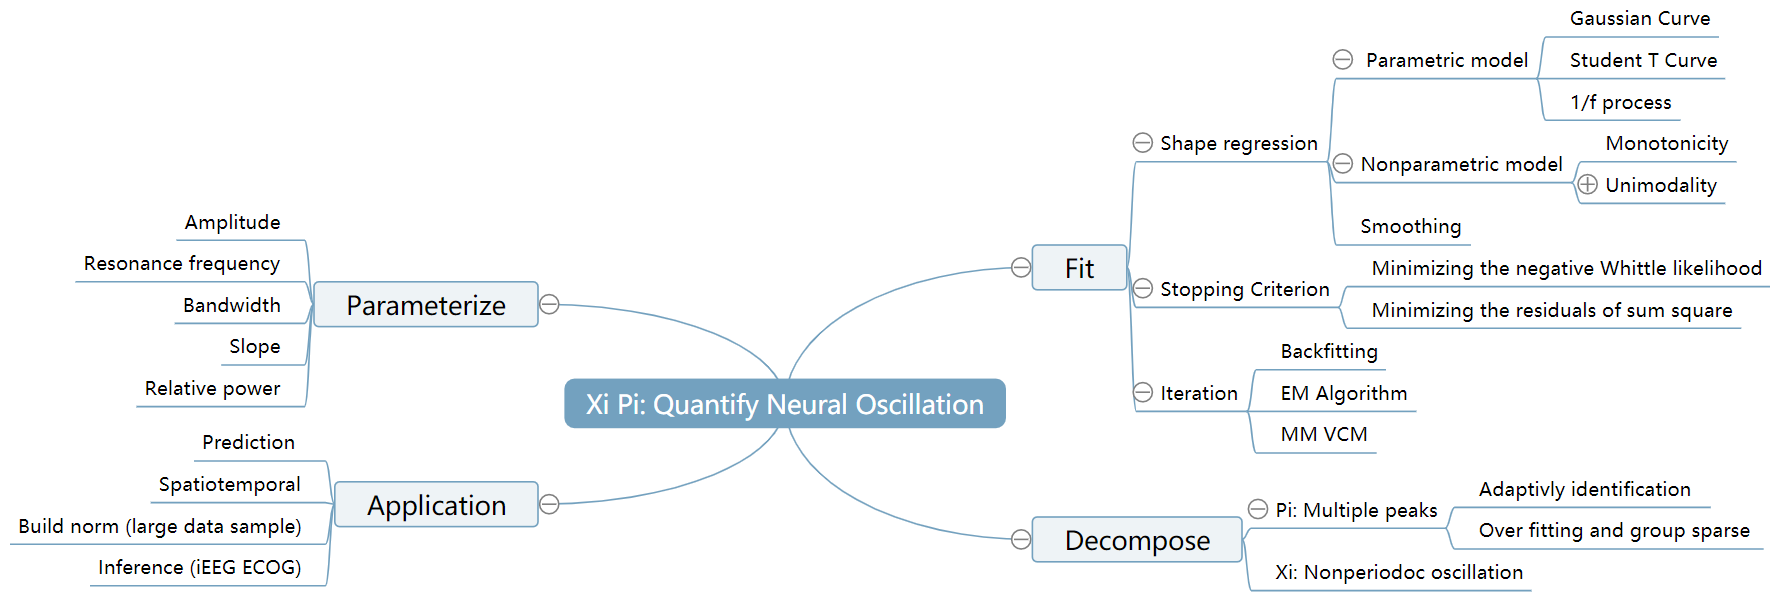 Xi Pi: Quantify Neural Oscillation
Fit
Shape regression
Parametric model
Gaussian Curve
Student T Curve
1/f process
Nonparametric model
Monotonicity
Unimodality
Smoothing
Stopping Criterion
Minimizing the negative Whittle likelihood
Minimizing the residuals of sum square
Iteration
Backfitting
EM Algorithm
MM VCM
Decompose
Pi: Multiple peaks
Adaptivly identification
Over fitting and group sparse
Xi: Nonperiodoc oscillation
Parameterize
Amplitude
Resonance frequency
Bandwidth
Slope
Relative power
Application
Prediction
Spatiotemporal
Build norm (large data sample)
Inference (iEEG ECOG)